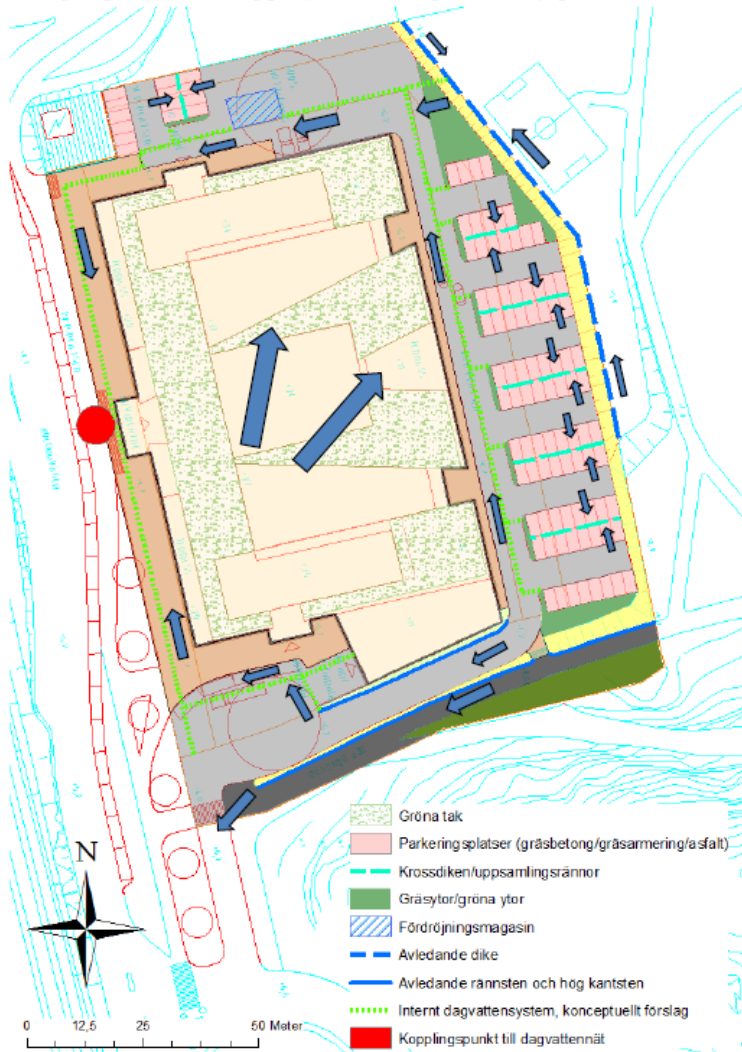 Gröna tak
Parkeringsplatser (gräsbetong/gräsarmering/asfalt)
Krossdiken/uppsamlingsrännor
Gräsytor/gröna ytor
Fördröjningsmagasin
Avledande dike
Avledande rännsten och hög kantsten
Internt dagvattensystem, konceptuellt förslag
Kopplingspunkt till dagvattennät
N
0 12,5 25 50 Meter